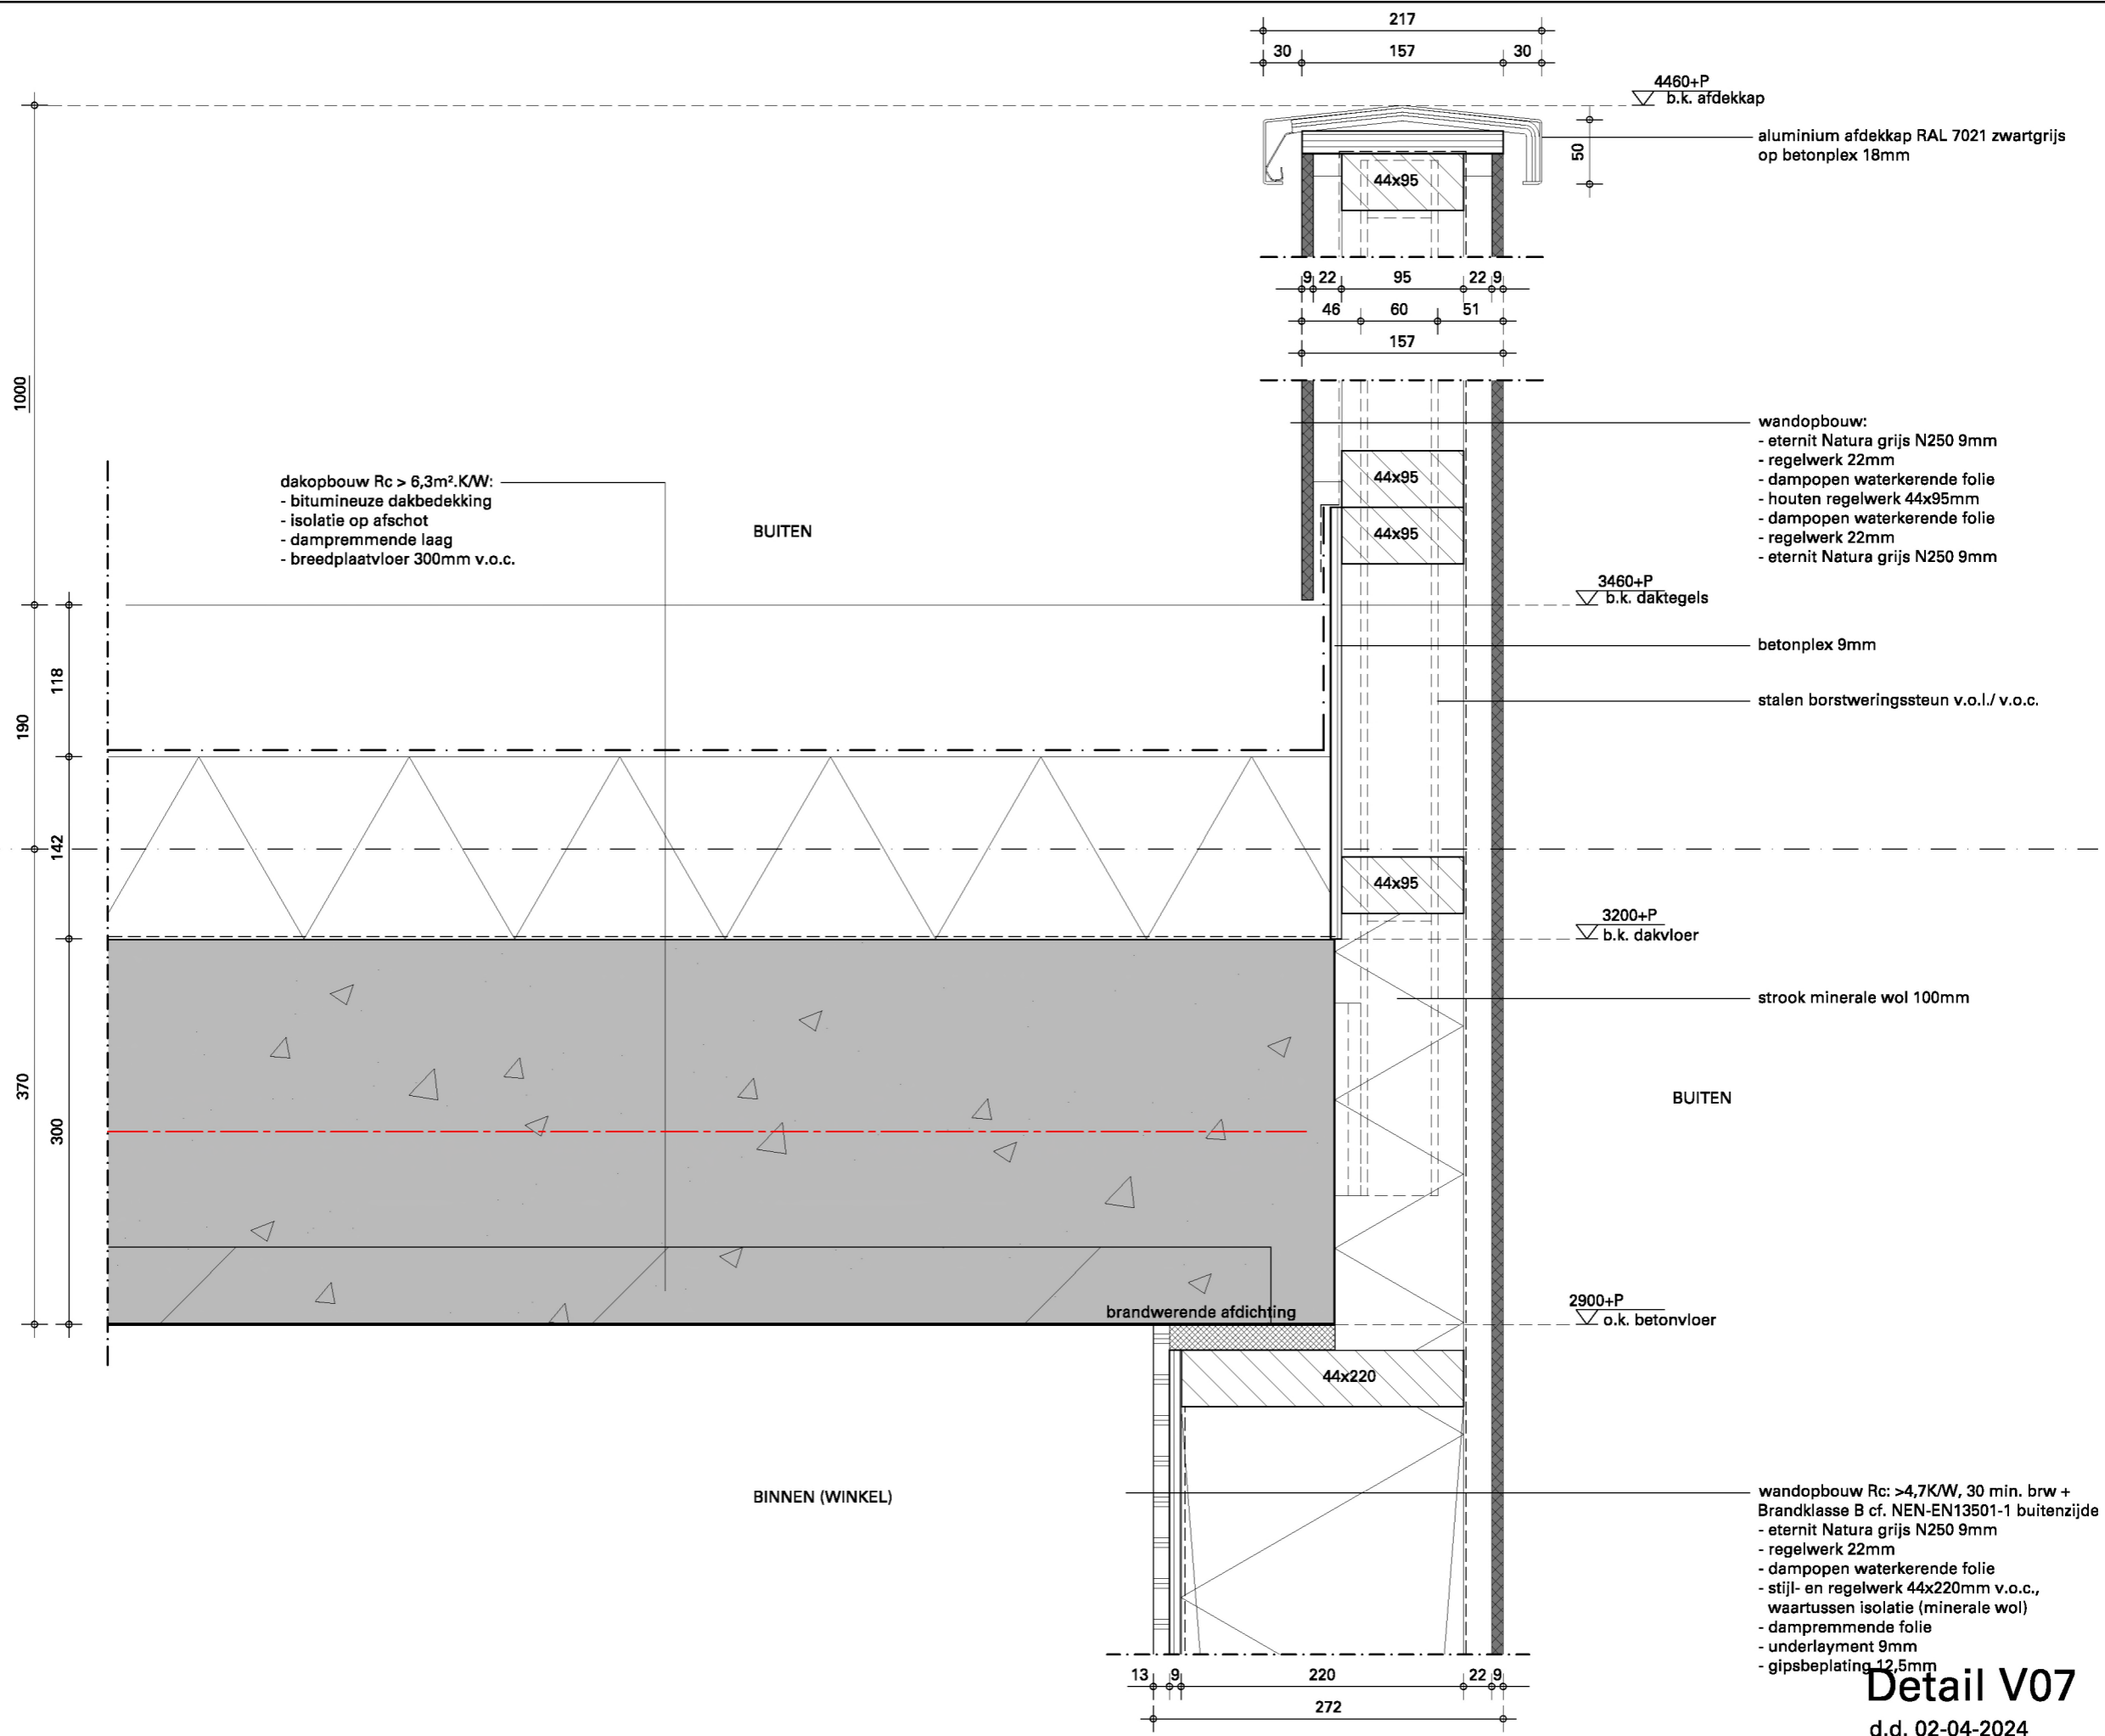 217
30 157 30
4460+P
b.k. afdekkap
aluminium afdekkap RAL 7021 zwartgrijs
op betonplex 18mm
50
44x95
9 22 95 22 9
46 60 51
157
1000
wandopbouw:
- eternit Natura grijs N250 9mm
- regelwerk 22mm
- dampopen waterkerende folie
- houten regelwerk 44x95mm
- dampopen waterkerende folie
- regelwerk 22mm
- eternit Natura grijs N250 9mm
dakopbouw Rc > 6,3m².K/W:
- bitumineuze dakbedekking
- isolatie op afschot
- dampremmende laag
- breedplaatvloer 300mm v.o.c.
BUITEN
44x95
44x95
3460+P
b.k. daktegels
betonplex 9mm
118
stalen borstweringssteun v.o.l./ v.o.c.
190
142
44x95
3200+P
b.k. dakvloer
strook minerale wol 100mm
370
300
BUITEN
2900+P
o.k. betonvloer
brandwerende afdichting
44x220
BINNEN (WINKEL)
wandopbouw Rc: >4,7K/W, 30 min. brw +
Brandklasse B cf. NEN-EN13501-1 buitenzijde
- eternit Natura grijs N250 9mm
- regelwerk 22mm
- dampopen waterkerende folie
- stijl- en regelwerk 44x220mm v.o.c.,
waartussen isolatie (minerale wol)
- dampremmende folie
- underlayment 9mm
- gipsbeplating 12,5mm
13 9 220 22 9
272
Detail V07
d.d. 02-04-2024